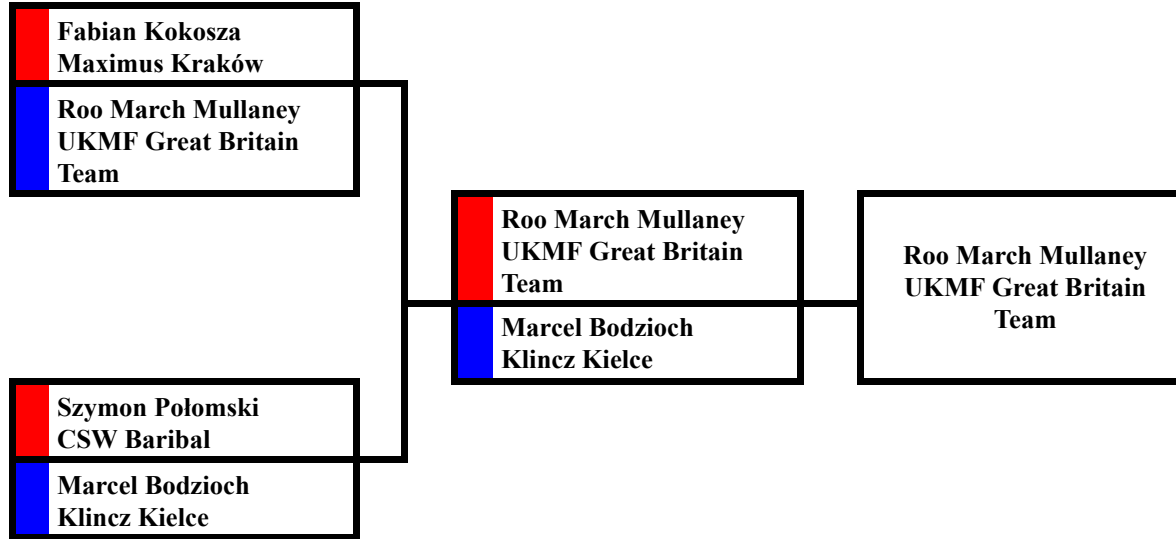 Fabian Kokosza
Maximus Kraków
Roo March Mullaney
UKMF Great Britain
Team
Szymon Połomski
CSW Baribal
Marcel Bodzioch
Klincz Kielce
Roo March Mullaney
UKMF Great Britain
Team
Marcel Bodzioch
Klincz Kielce
Roo March Mullaney
UKMF Great Britain
Team